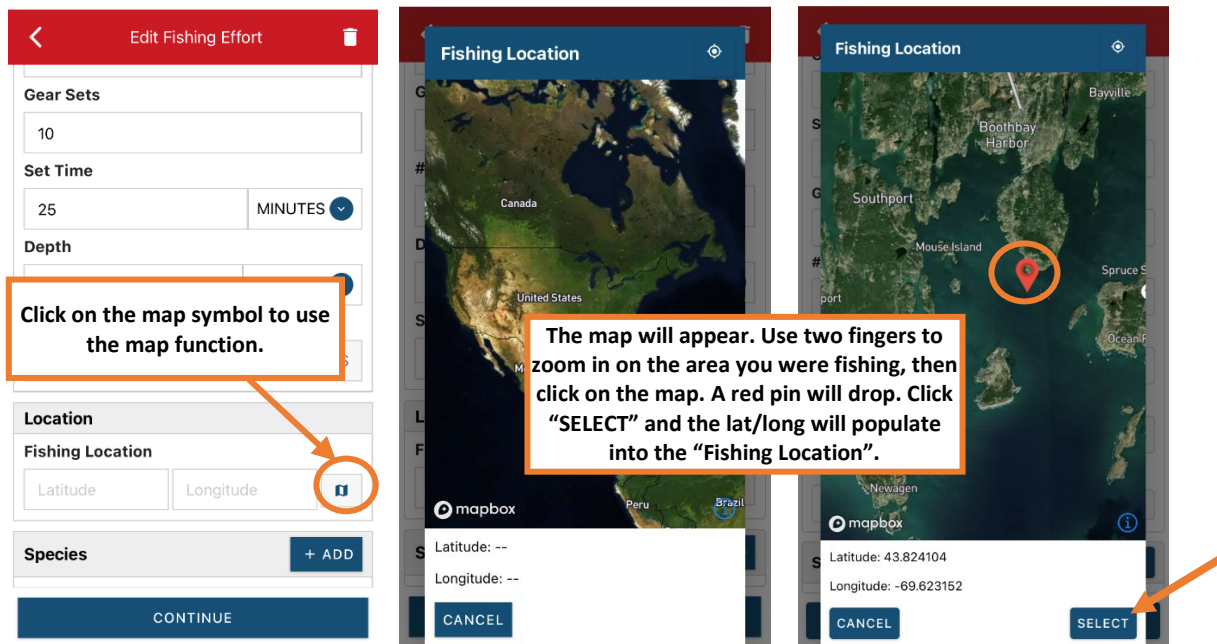 Edit Fishing Effort
Gear Sets
10
Set Time
25 MINUTES
Depth
Click on the map symbol to use
the map function.
S
Location
Fishing Location
Latitude Longitude
Species + ADD
CONTINUE
Fishing Location
G
#
D
S
L
F
S
Canada
United States
M
Peru Brazil
mapbox
Latitude: --
Longitude: --
CANCEL
The map will appear. Use two fingers to
zoom in on the area you were fishing, then
click on the map. A red pin will drop. Click
“SELECT” and the lat/long will populate
into the “Fishing Location”.
Fishing Location
S
G
#
S
Bayville
Boothbay
Harbor
Southport
Mouse Island
Spruce S
port
Ocean P
Newagen
mapbox
Latitude: 43.824104
Longitude: -69.623152
CANCEL SELECT